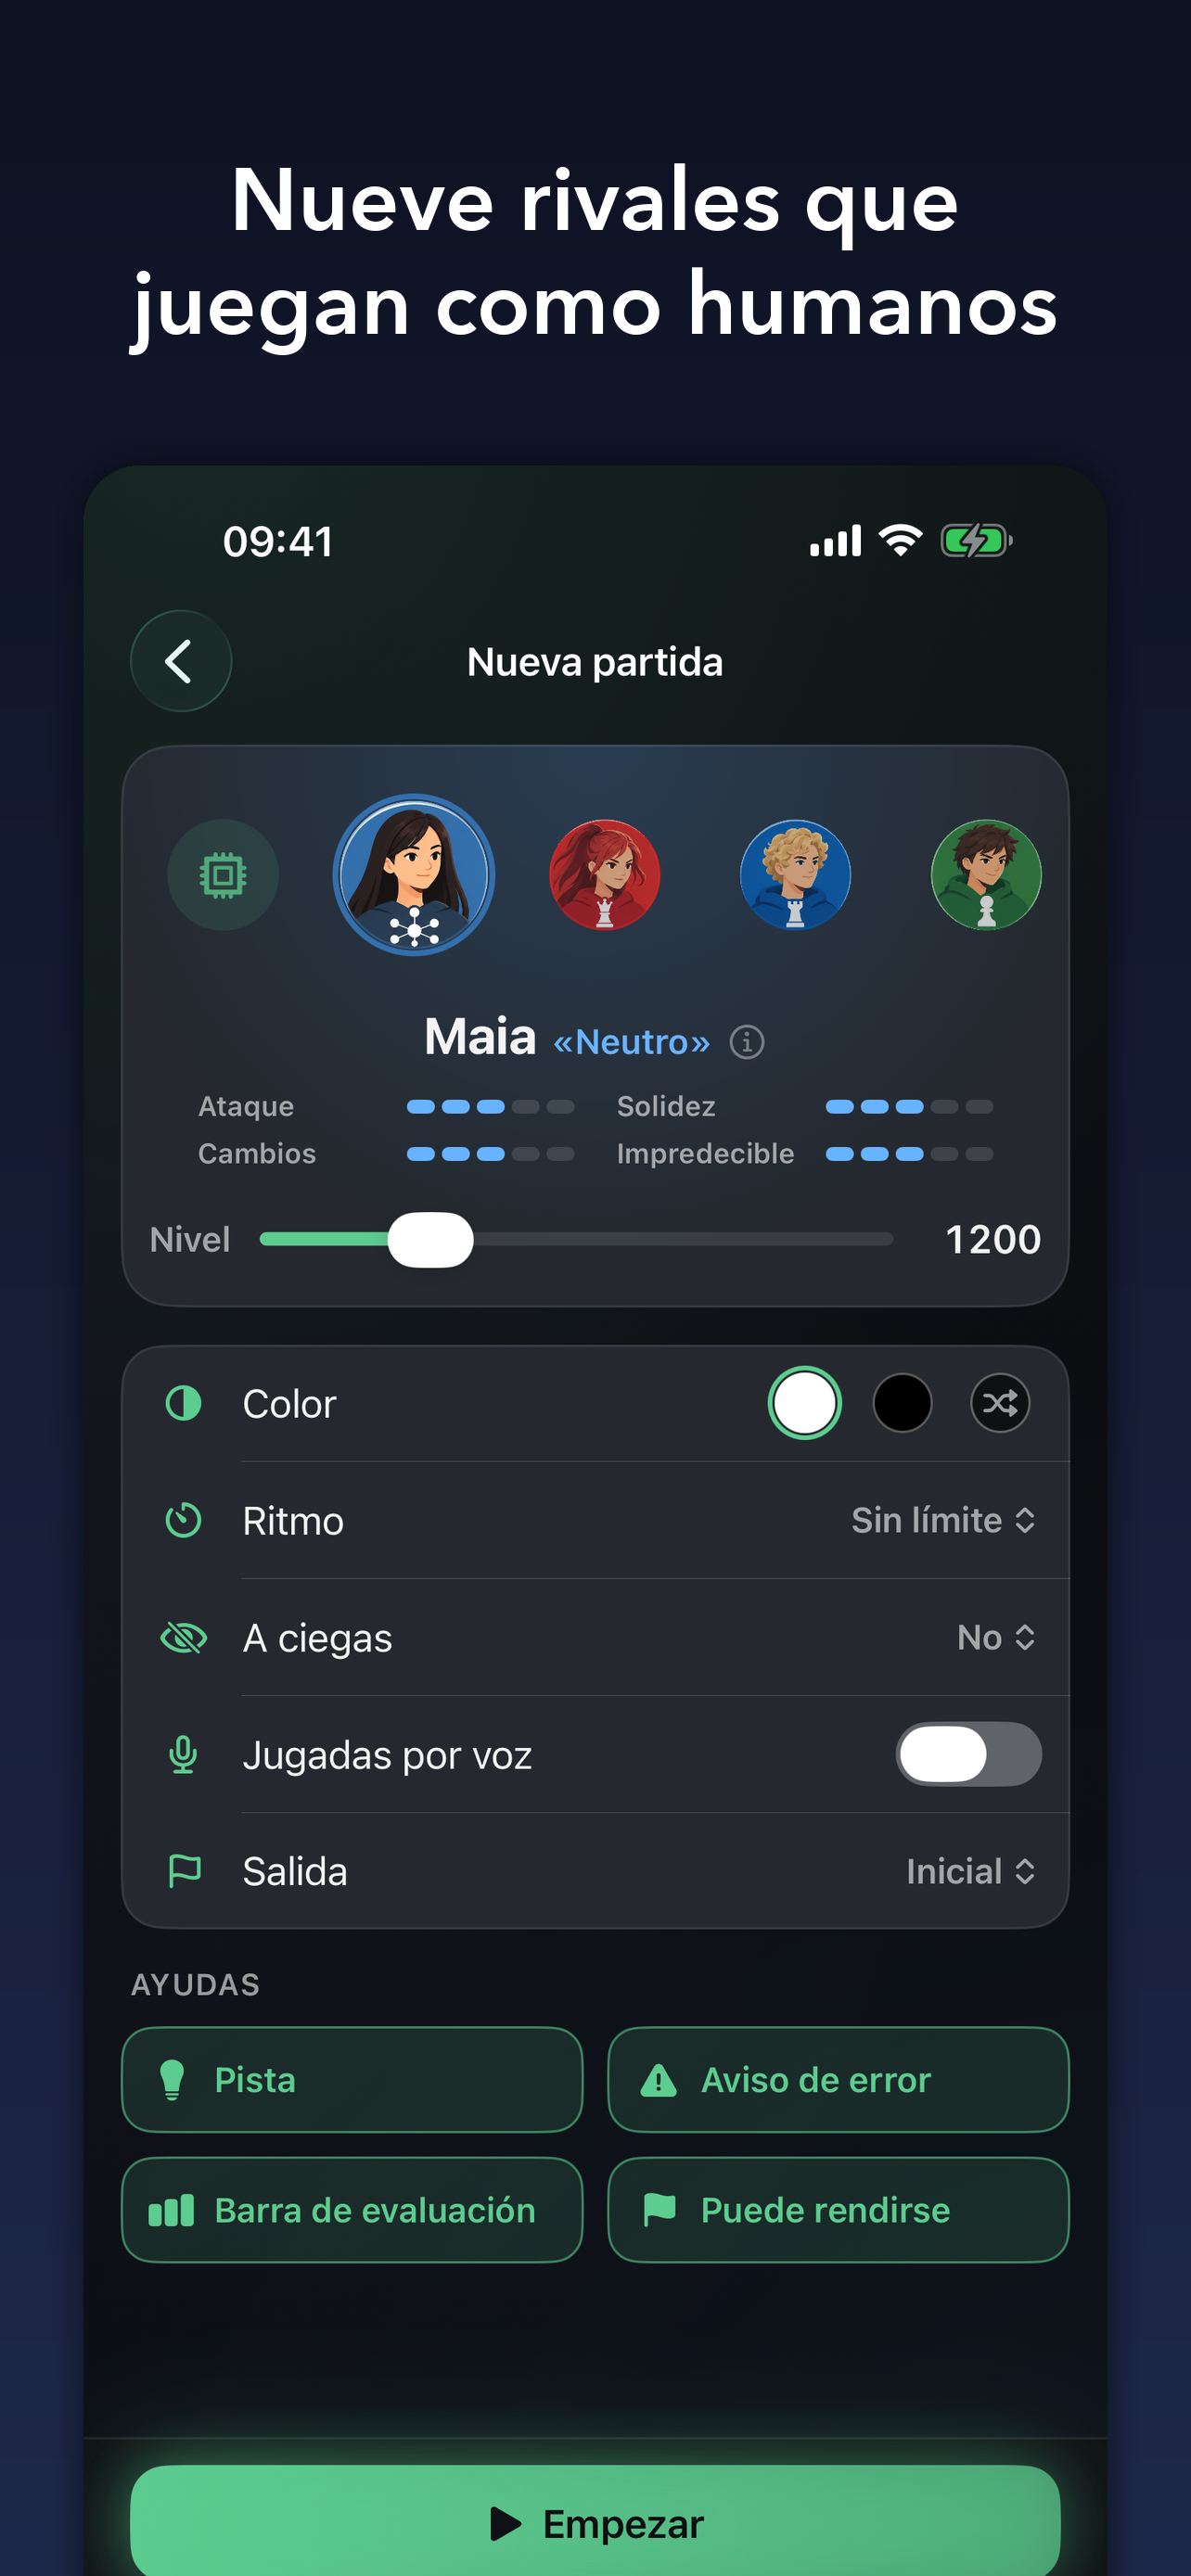 Nueve rivales que
juegan como humanos
09:41
Nueva partida
Maia «Neutro»
Ataque Solidez
Cambios Impredecible
Nivel 1200
Color
Ritmo Sin límite
A ciegas No
Jugadas por voz
Salida Inicial
AYUDAS
Pista Aviso de error
Barra de evaluación Puede rendirse
Empezar